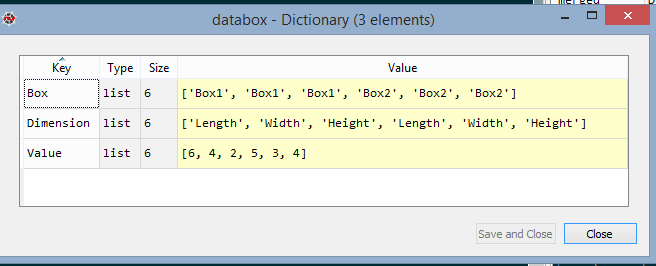 merged
databox - Dictionary (3 elements)
Key Type Size Value
Box list 6 ['Box1', 'Box1', 'Box1', 'Box2', 'Box2', 'Box2']
Dimension list 6 ['Length', 'Width', 'Height', 'Length', 'Width', 'Height']
Value list 6 [6, 4, 2, 5, 3, 4]
Save and Close Close